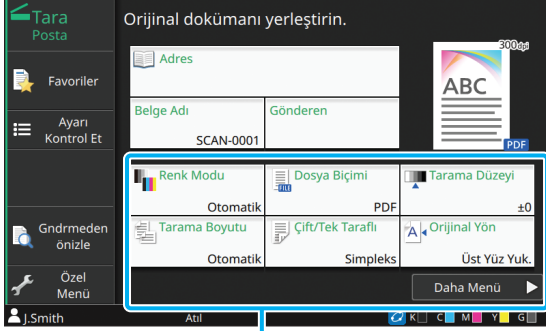 Tara
Posta
Orijinal dokümanı yerleştirin.
300dpi
Adres
ABC
PDF
Favoriler
Belge Adı
SCAN-0001
Gönderen
Ayarı
Kontrol Et
Renk Modu
Otomatik
Dosya Biçimi
FILE
PDF
Tarama Düzeyi
±0
Tarama Boyutu
Otomatik
Çift/Tek Taraflı
Simpleks
A
Orijinal Yön
Üst Yüz Yuk.
Gndrmeden
önizle
Özel
Menü
Daha Menü
J.Smith
Atıl
K C M Y G